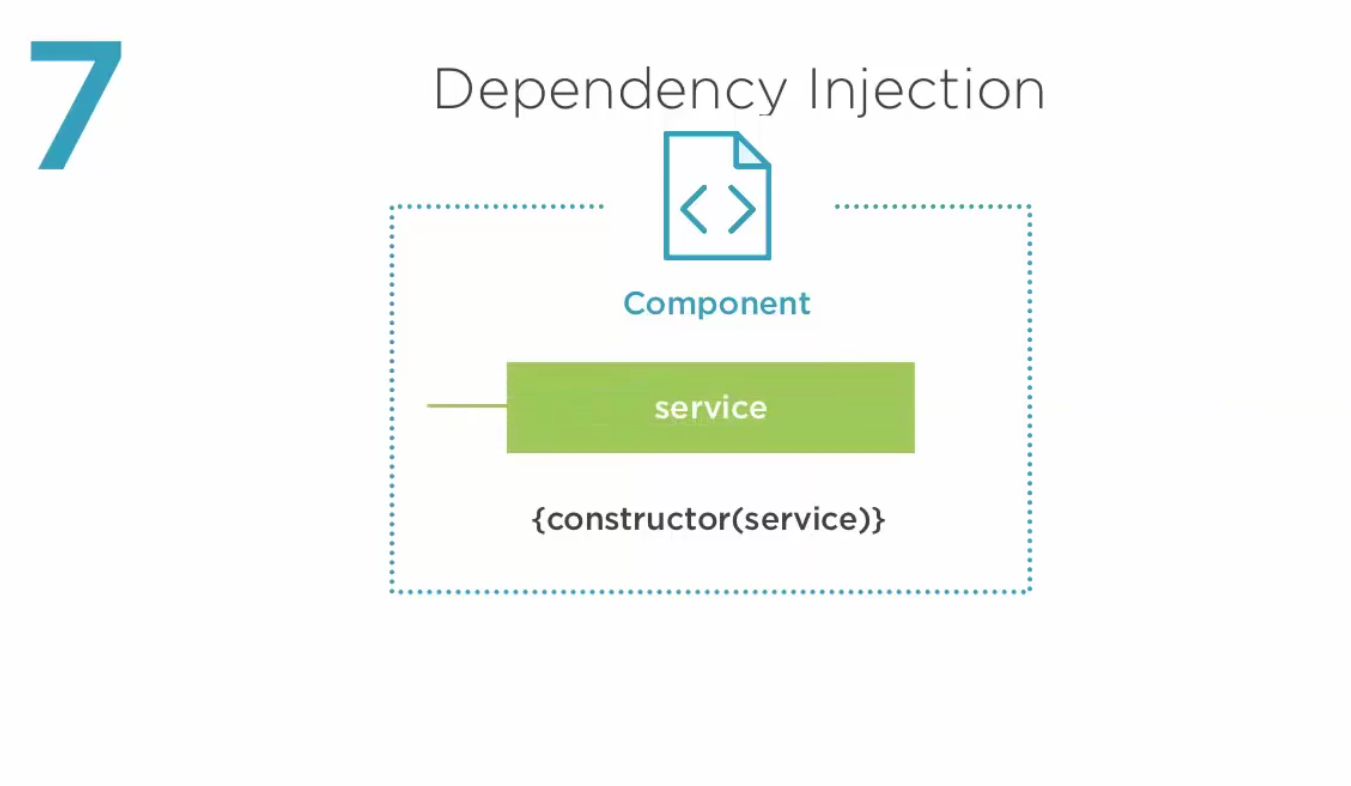 7
Dependency Injection
Component
service
{constructor(service)}